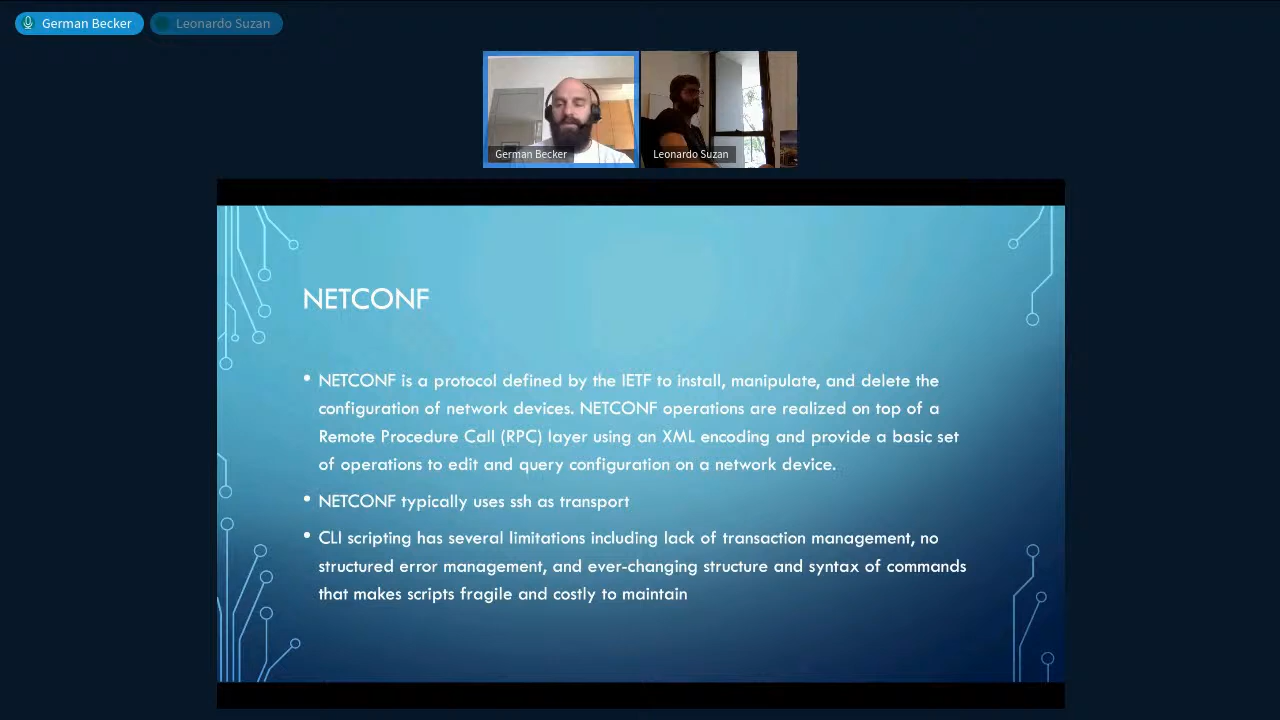 German Becker
Leonardo Suzan
German Becker
Leonardo Suzan
NETCONF
• NETCONF is a protocol defined by the IETF to install, manipulate, and delete the
configuration of network devices. NETCONF operations are realized on top of a
Remote Procedure Call (RPC) layer using an XML encoding and provide a basic set
of operations to edit and query configuration on a network device.
• NETCONF typically uses ssh as transport
• CLI scripting has several limitations including lack of transaction management, no
structured error management, and ever-changing structure and syntax of commands
that makes scripts fragile and costly to maintain